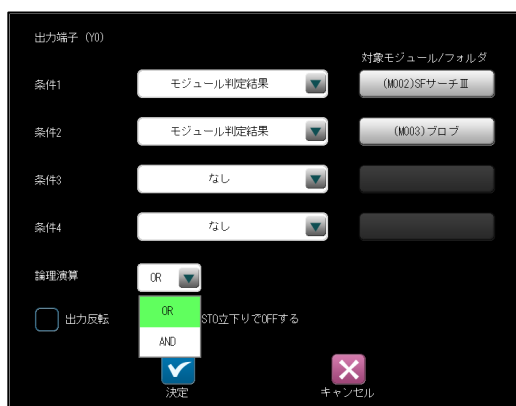 出力端子 (Y0)
対象モジュール/フォルダ
条件1 モジュール判定結果 (M002)SFサーチⅢ
条件2 モジュール判定結果 (M003)ブロブ
条件3 なし
条件4 なし
論理演算 OR
OR
AND
出力反転 STO立下りでOFFする
決定 キャンセル